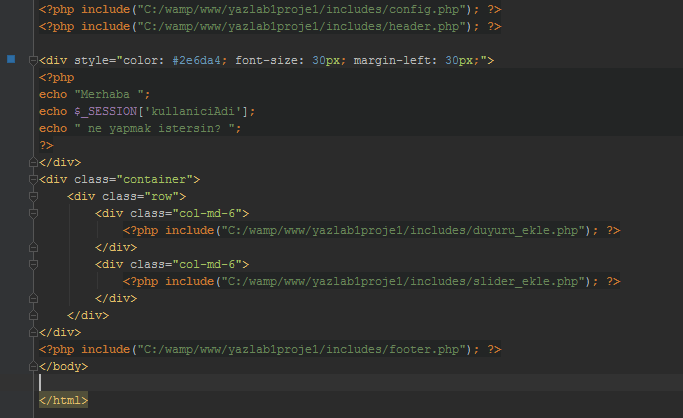 <?php include("C:/wamp/www/yazlab1proje1/includes/config.php"); ?>
<?php include("C:/wamp/www/yazlab1proje1/includes/header.php"); ?>
<div style="color: #2e6da4; font-size: 30px; margin-left: 30px;">
<?php
echo "Merhaba ";
echo $_SESSION['kullaniciAdi'];
echo " ne yapmak istersin? ";
?>
</div>
<div class="container">
<div class="row">
<div class="col-md-6">
<?php include("C:/wamp/www/yazlab1proje1/includes/duyuru_ekle.php"); ?>
</div>
<div class="col-md-6">
<?php include("C:/wamp/www/yazlab1proje1/includes/slider_ekle.php"); ?>
</div>
</div>
</div>
<?php include("C:/wamp/www/yazlab1proje1/includes/footer.php"); ?>
</body>
</html>